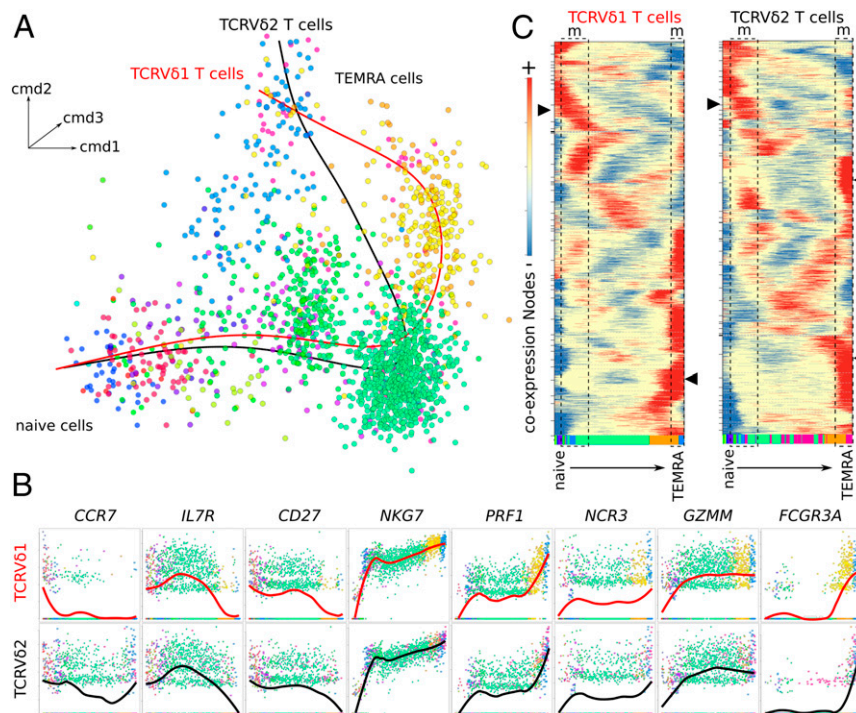 A
TCRVδ2 T cells
TCRVδ1 T cells
TEMRA cells
cmd2
cmd3
cmd1
naive cells
C
TCRVδ1 T cells
TCRVδ2 T cells
m
m
m
m
+
-
co-expression Nodes
naive
TEMRA
naive
TEMRA
B
CCR7
IL7R
CD27
NKG7
PRF1
NCR3
GZMM
FCGR3A
TCRVδ1
TCRVδ2